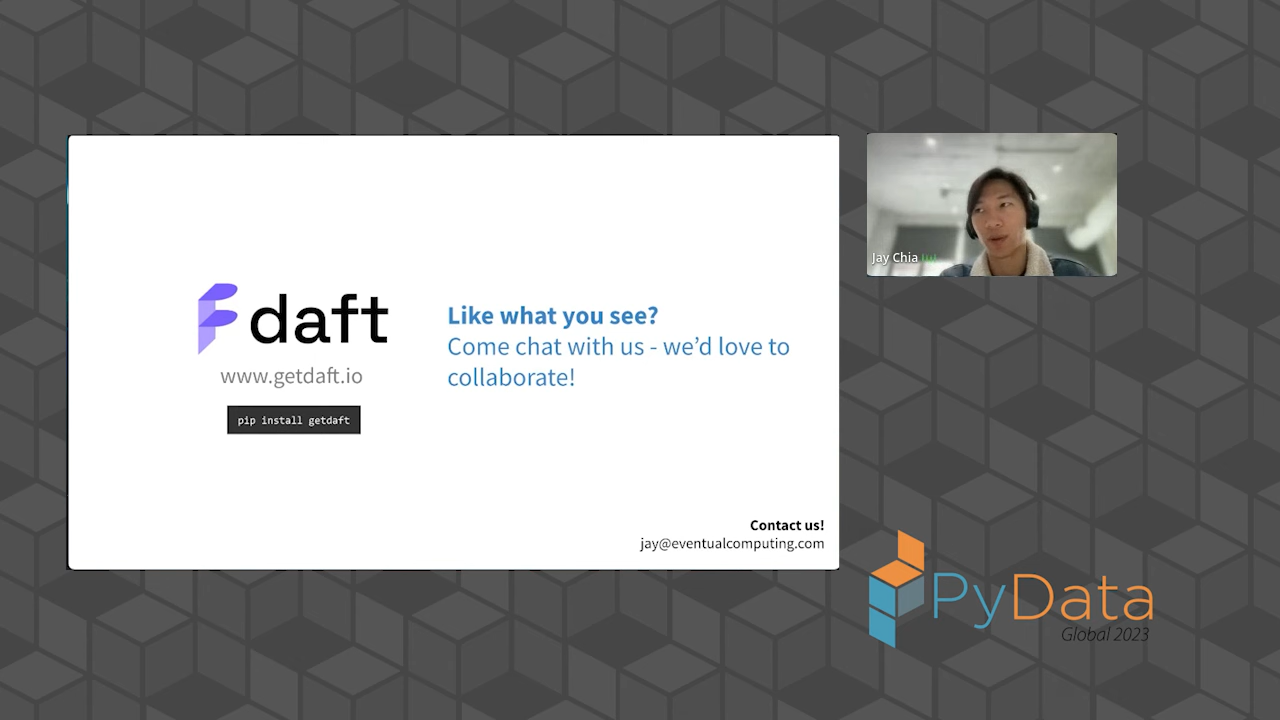 daft
www.getdaft.io
pip install getdaft
Like what you see?
Come chat with us - we'd love to
collaborate!
Contact us!
jay@eventualcomputing.com
Jay Chia
PyData
Global 2023